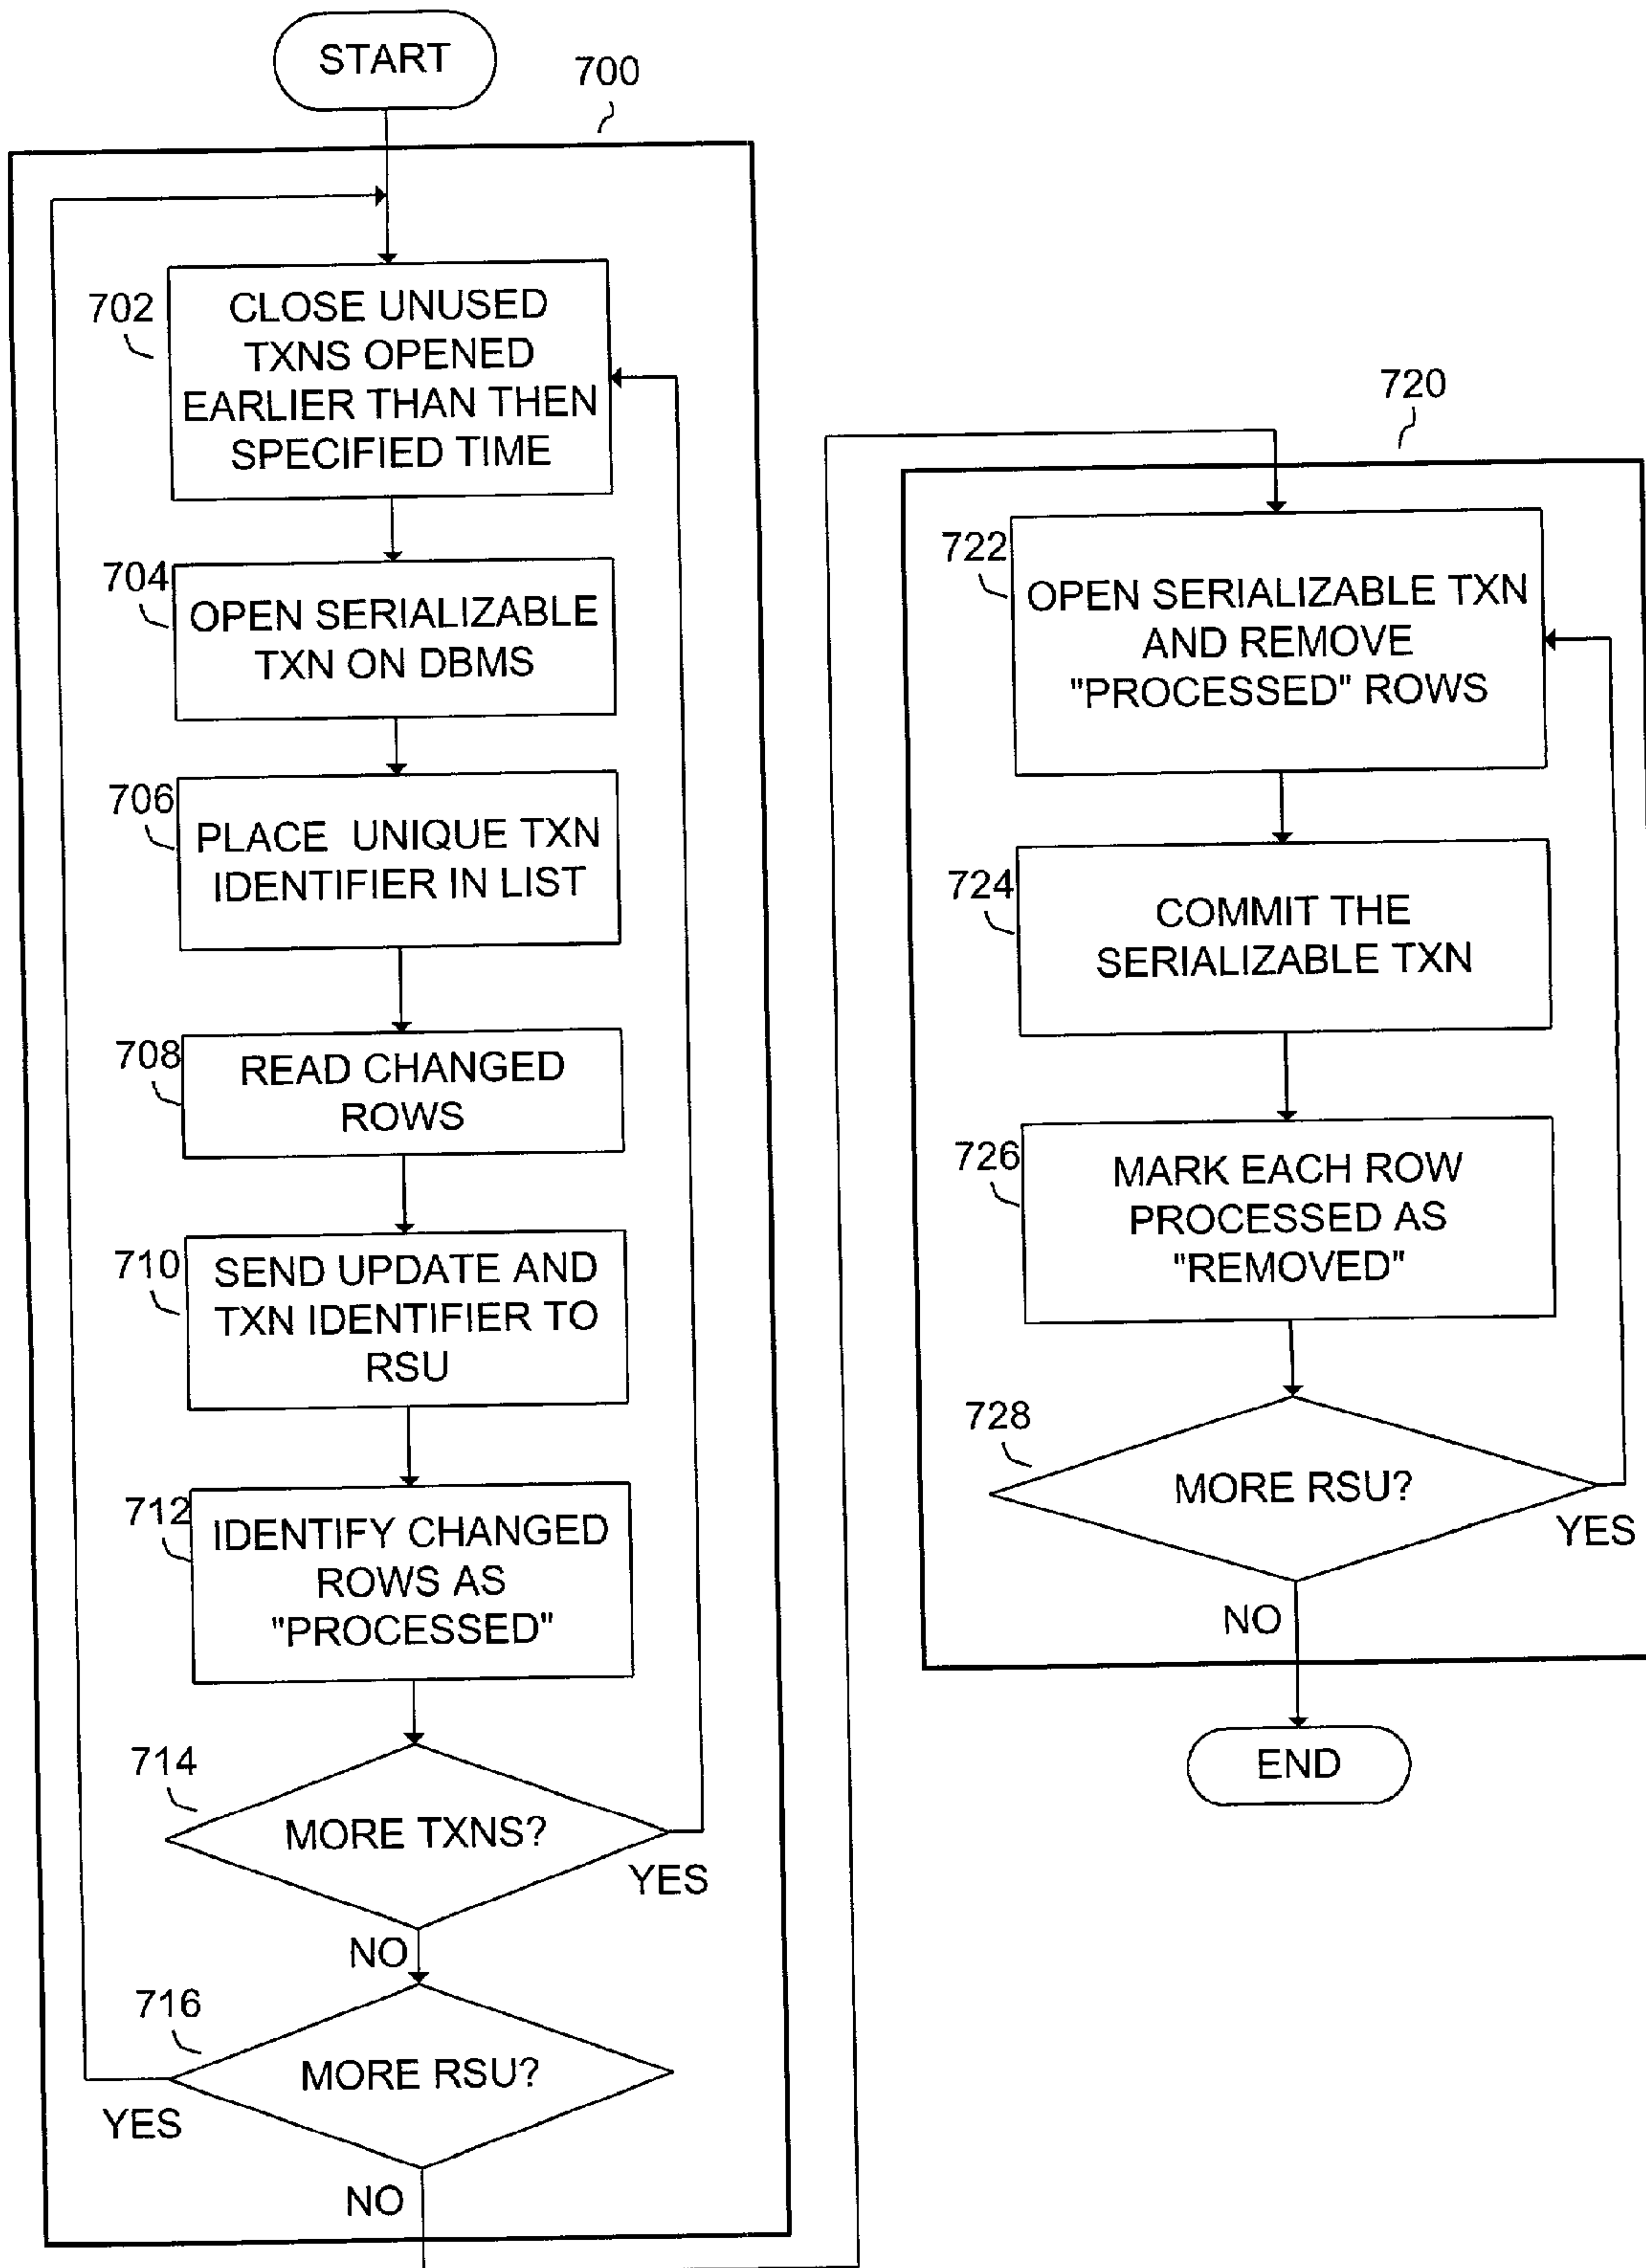 START
700
702
CLOSE UNUSED
TXNS OPENED
EARLIER THAN THEN
SPECIFIED TIME
704
OPEN SERIALIZABLE
TXN ON DBMS
706
PLACE UNIQUE TXN
IDENTIFIER IN LIST
708
READ CHANGED
ROWS
710
SEND UPDATE AND
TXN IDENTIFIER TO
RSU
712
IDENTIFY CHANGED
ROWS AS
"PROCESSED"
714
MORE TXNS?
YES
NO
716
MORE RSU?
YES
NO
720
722
OPEN SERIALIZABLE TXN
AND REMOVE
"PROCESSED" ROWS
724
COMMIT THE
SERIALIZABLE TXN
726
MARK EACH ROW
PROCESSED AS
"REMOVED"
728
MORE RSU?
YES
NO
END